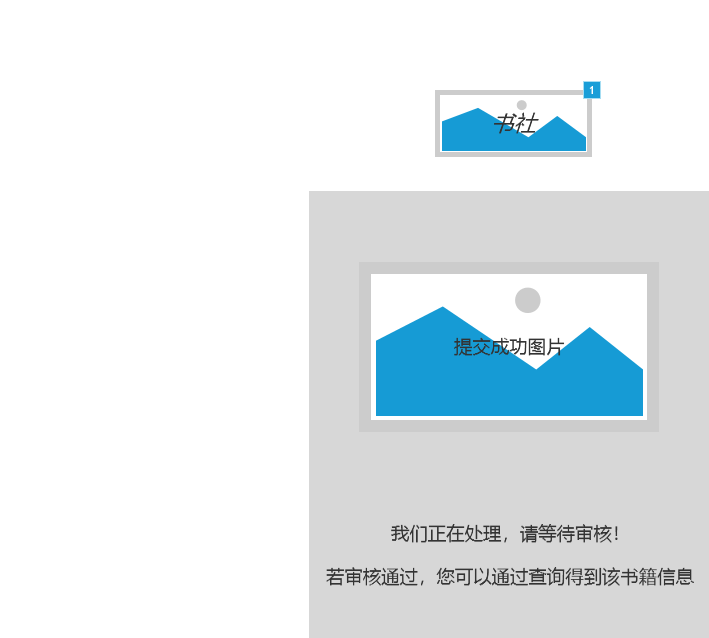 1
书社
提交成功图片
我们正在处理，请等待审核！
若审核通过，您可以通过查询得到该书籍信息